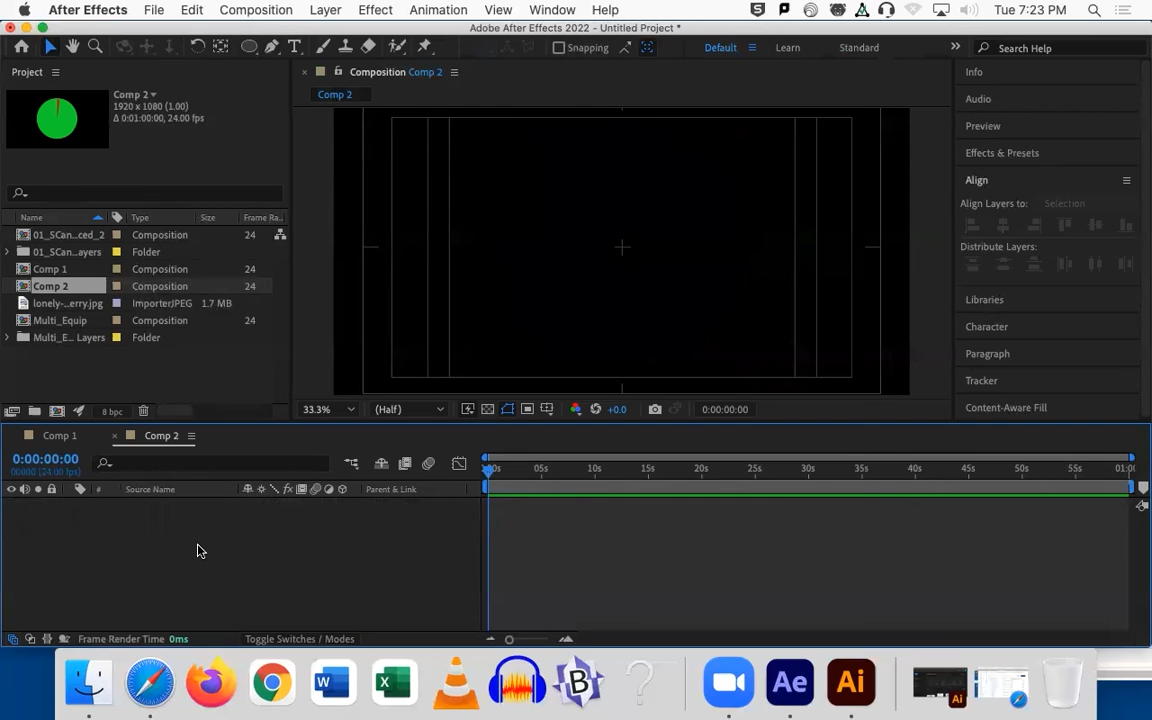 After Effects File Edit Composition Layer Effect Animation View Window Help Tue 7:23 PM
Adobe After Effects 2022 - Untitled Project *
Snapping Default Learn Standard Search Help
Project
Composition Comp 2
Info
Comp 2
1920 x 1080 (1.00)
Δ 0:01:00:00, 24.00 fps
Comp 2
Audio
Preview
Effects & Presets
Align
Align Layers to: Selection
Distribute Layers:
Name Type Size Frame Ra..
01_SCan...ced_2 Composition 24
01_SCan...ayers Folder
Comp 1 Composition 24
Comp 2 Composition 24
lonely-...erry.jpg ImporterJPEG 1.7 MB
Multi_Equip Composition 24
Multi_E... Layers Folder
Libraries
Character
Paragraph
Tracker
Content-Aware Fill
8 bpc
33.3% (Half) +0.0 0:00:00:00
Comp 1 Comp 2
0:00:00:00
00000 (24.00 fps)
05s 10s 15s 20s 25s 30s 35s 40s 45s 50s 55s 01:0
# Source Name fx Parent & Link
Frame Render Time 0ms Toggle Switches / Modes
W X B ? Ae Ai